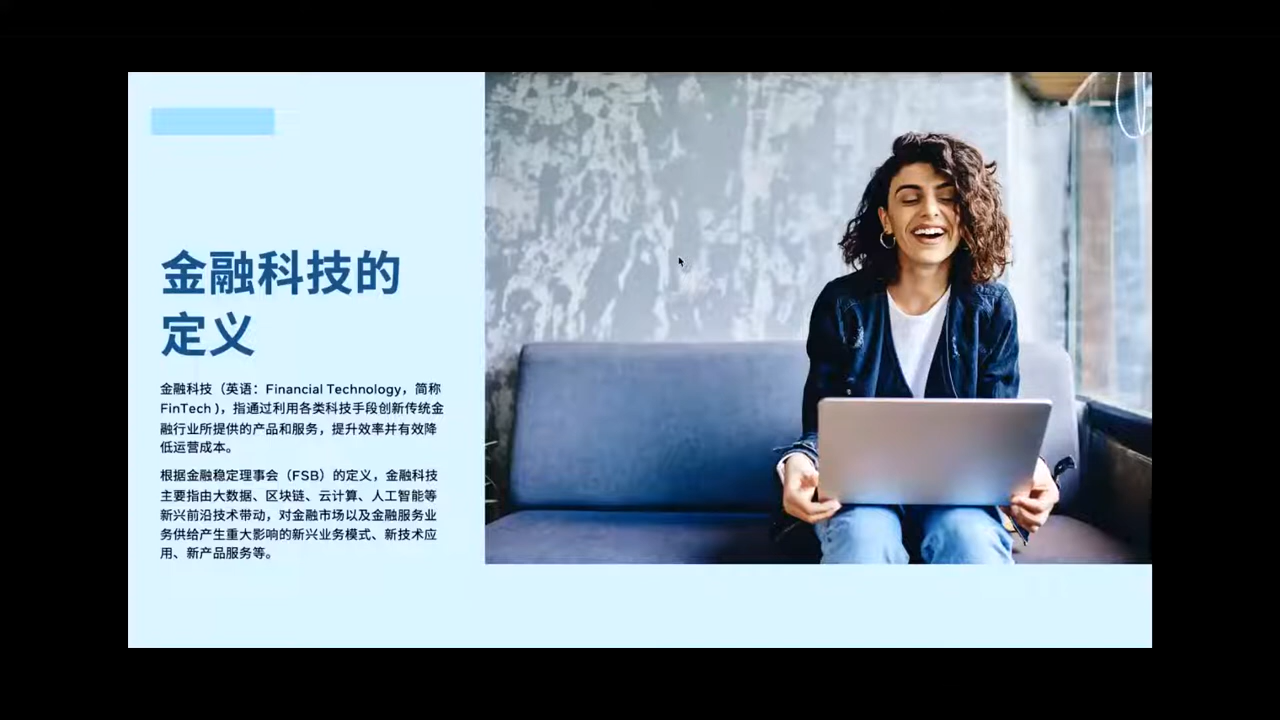 金融科技的
定义
金融科技（英语：Financial Technology，简称
FinTech )，指通过利用各类科技手段创新传统金
融行业所提供的产品和服务，提升效率并有效降
低运营成本。
根据金融稳定理事会（FSB）的定义，金融科技
主要指由大数据、区块链、云计算、人工智能等
新兴前沿技术带动，对金融市场以及金融服务业
务供给产生重大影响的新兴业务模式、新技术应
用、新产品服务等。